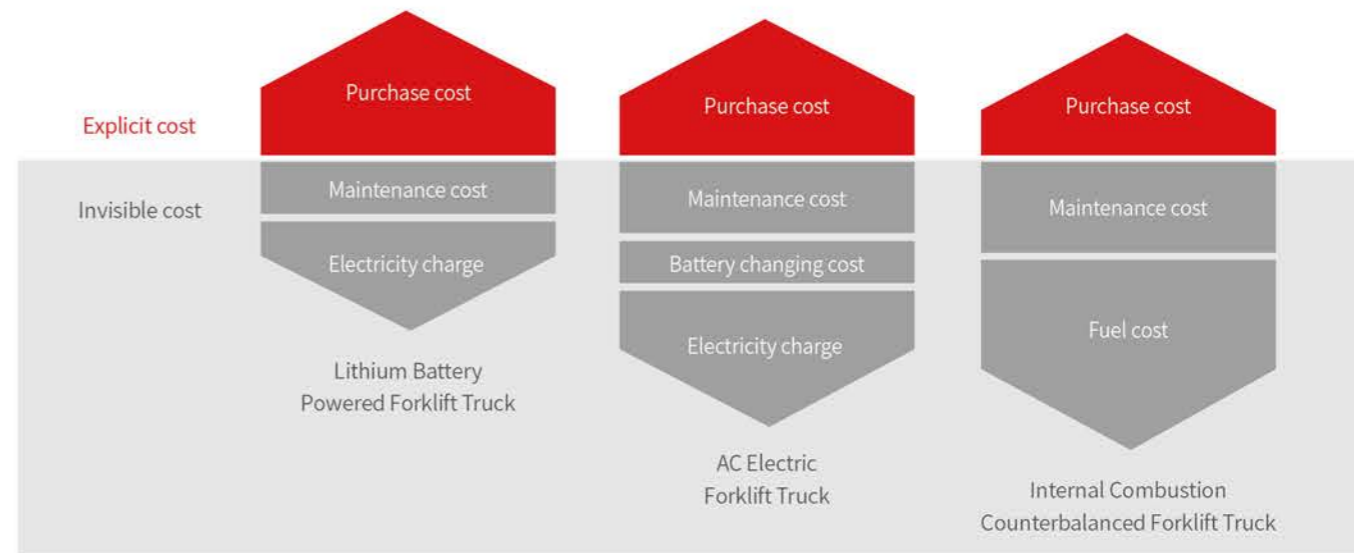 Explicit cost
Invisible cost
Purchase cost
Maintenance cost
Electricity charge
Lithium Battery
Powered Forklift Truck
Purchase cost
Maintenance cost
Battery changing cost
Electricity charge
AC Electric
Forklift Truck
Purchase cost
Maintenance cost
Fuel cost
Internal Combustion
Counterbalanced Forklift Truck